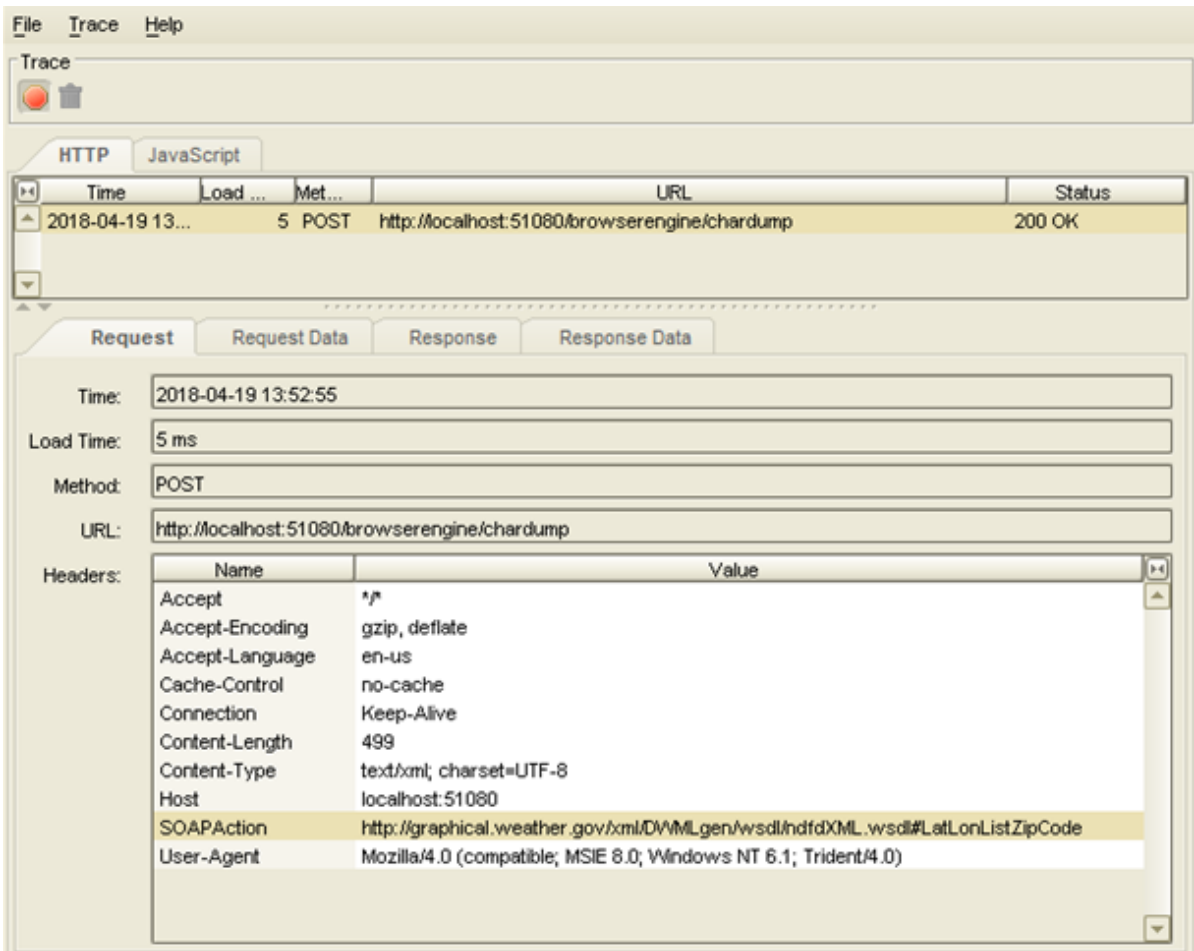 File Trace Help
Trace
HTTP JavaScript
Time Load ... Met... URL Status
2018-04-19 13... 5 POST http://localhost:51080/browserengine/chardump 200 OK
Request Request Data Response Response Data
Time: 2018-04-19 13:52:55
Load Time: 5 ms
Method: POST
URL: http://localhost:51080/browserengine/chardump
Headers: Name Value
Accept */*
Accept-Encoding gzip, deflate
Accept-Language en-us
Cache-Control no-cache
Connection Keep-Alive
Content-Length 499
Content-Type text/xml; charset=UTF-8
Host localhost:51080
SOAPAction http://graphical.weather.gov/xml/DWMLgen/wsdl/ndfdXML.wsdl#LatLonListZipCode
User-Agent Mozilla/4.0 (compatible; MSIE 8.0; Windows NT 6.1; Trident/4.0)